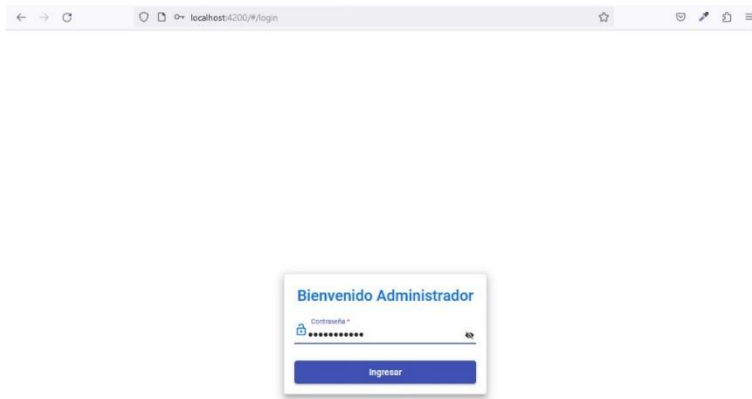 localhost:4200/#/login
Bienvenido Administrador
Contraseña *
•••••••••••
Ingresar